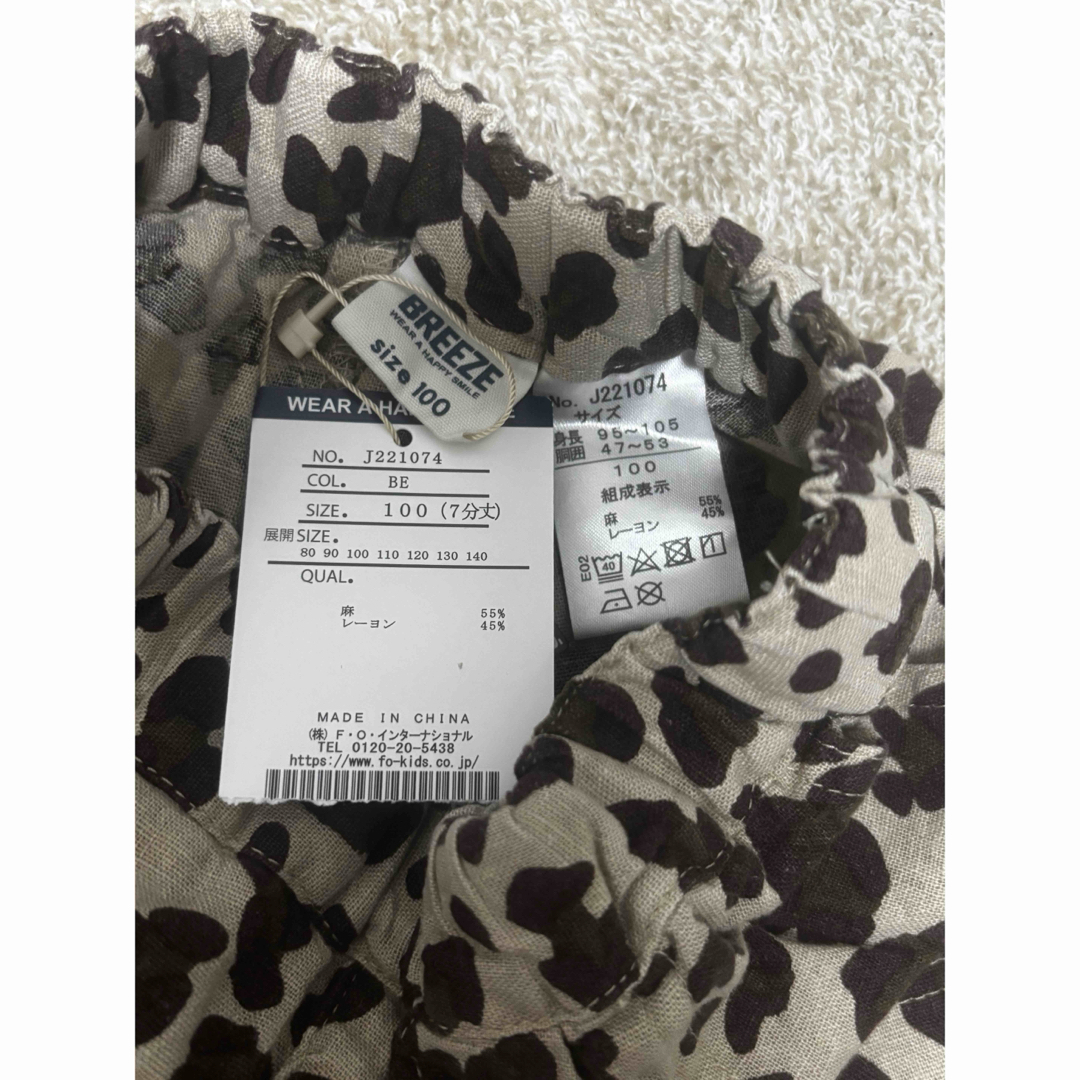 BREEZE
WEAR A HAPPY SMILE
size 100
WEAR A HA
NO. J221074
COL. BE
SIZE. 100 (7分丈)
展開SIZE.
80 90 100 110 120 130 140
QUAL.
麻 55%
レーヨン 45%
MADE IN CHINA
(株) F・O・インターナショナル
TEL 0120-20-5438
https://www.fo-kids.co.jp/
No. J221074
サイズ
身長 95~105
胴囲 47~53
100
組成表示
麻 55%
レーヨン 45%
E02
40